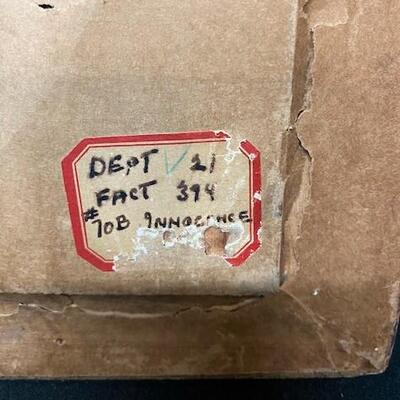 DEPT ✓ 21
FACT 394
#70B INNOCENCE